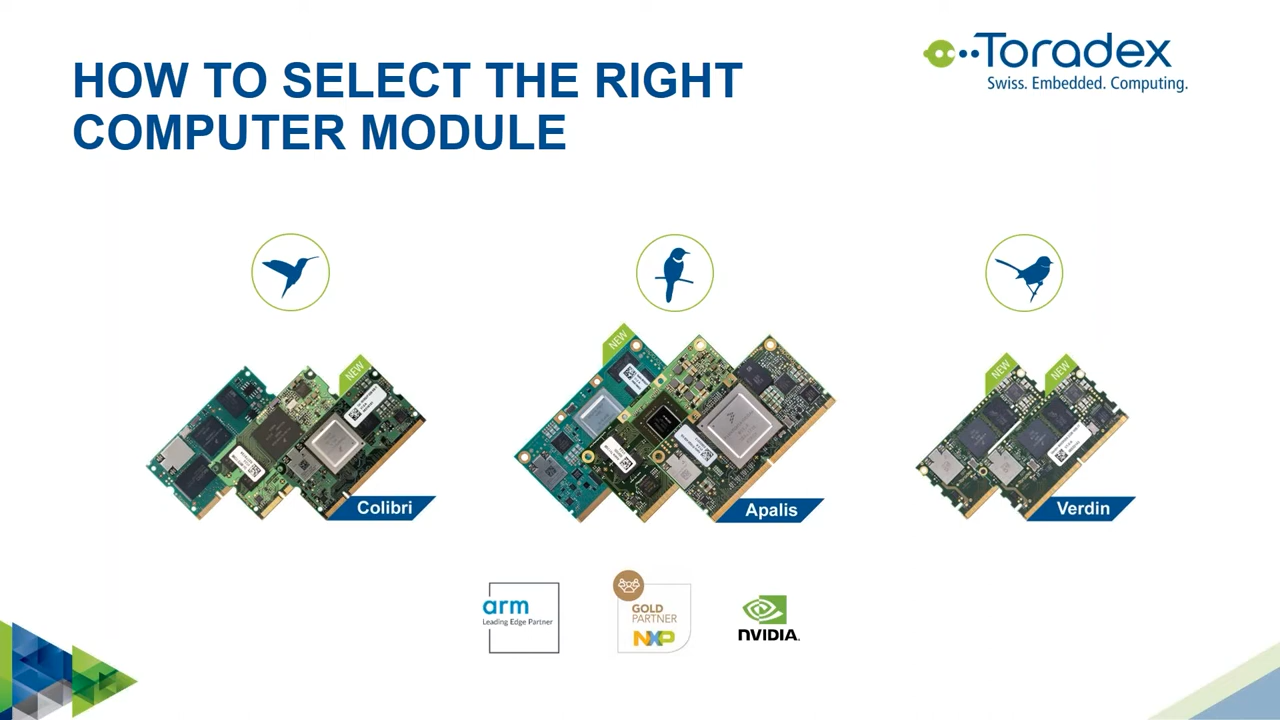 HOW TO SELECT THE RIGHT
COMPUTER MODULE
Toradex
Swiss. Embedded. Computing.
NEW
NEW
NEW
NEW
Colibri
Apalis
Verdin
arm
Leading Edge Partner
GOLD
PARTNER
NXP
NVIDIA.